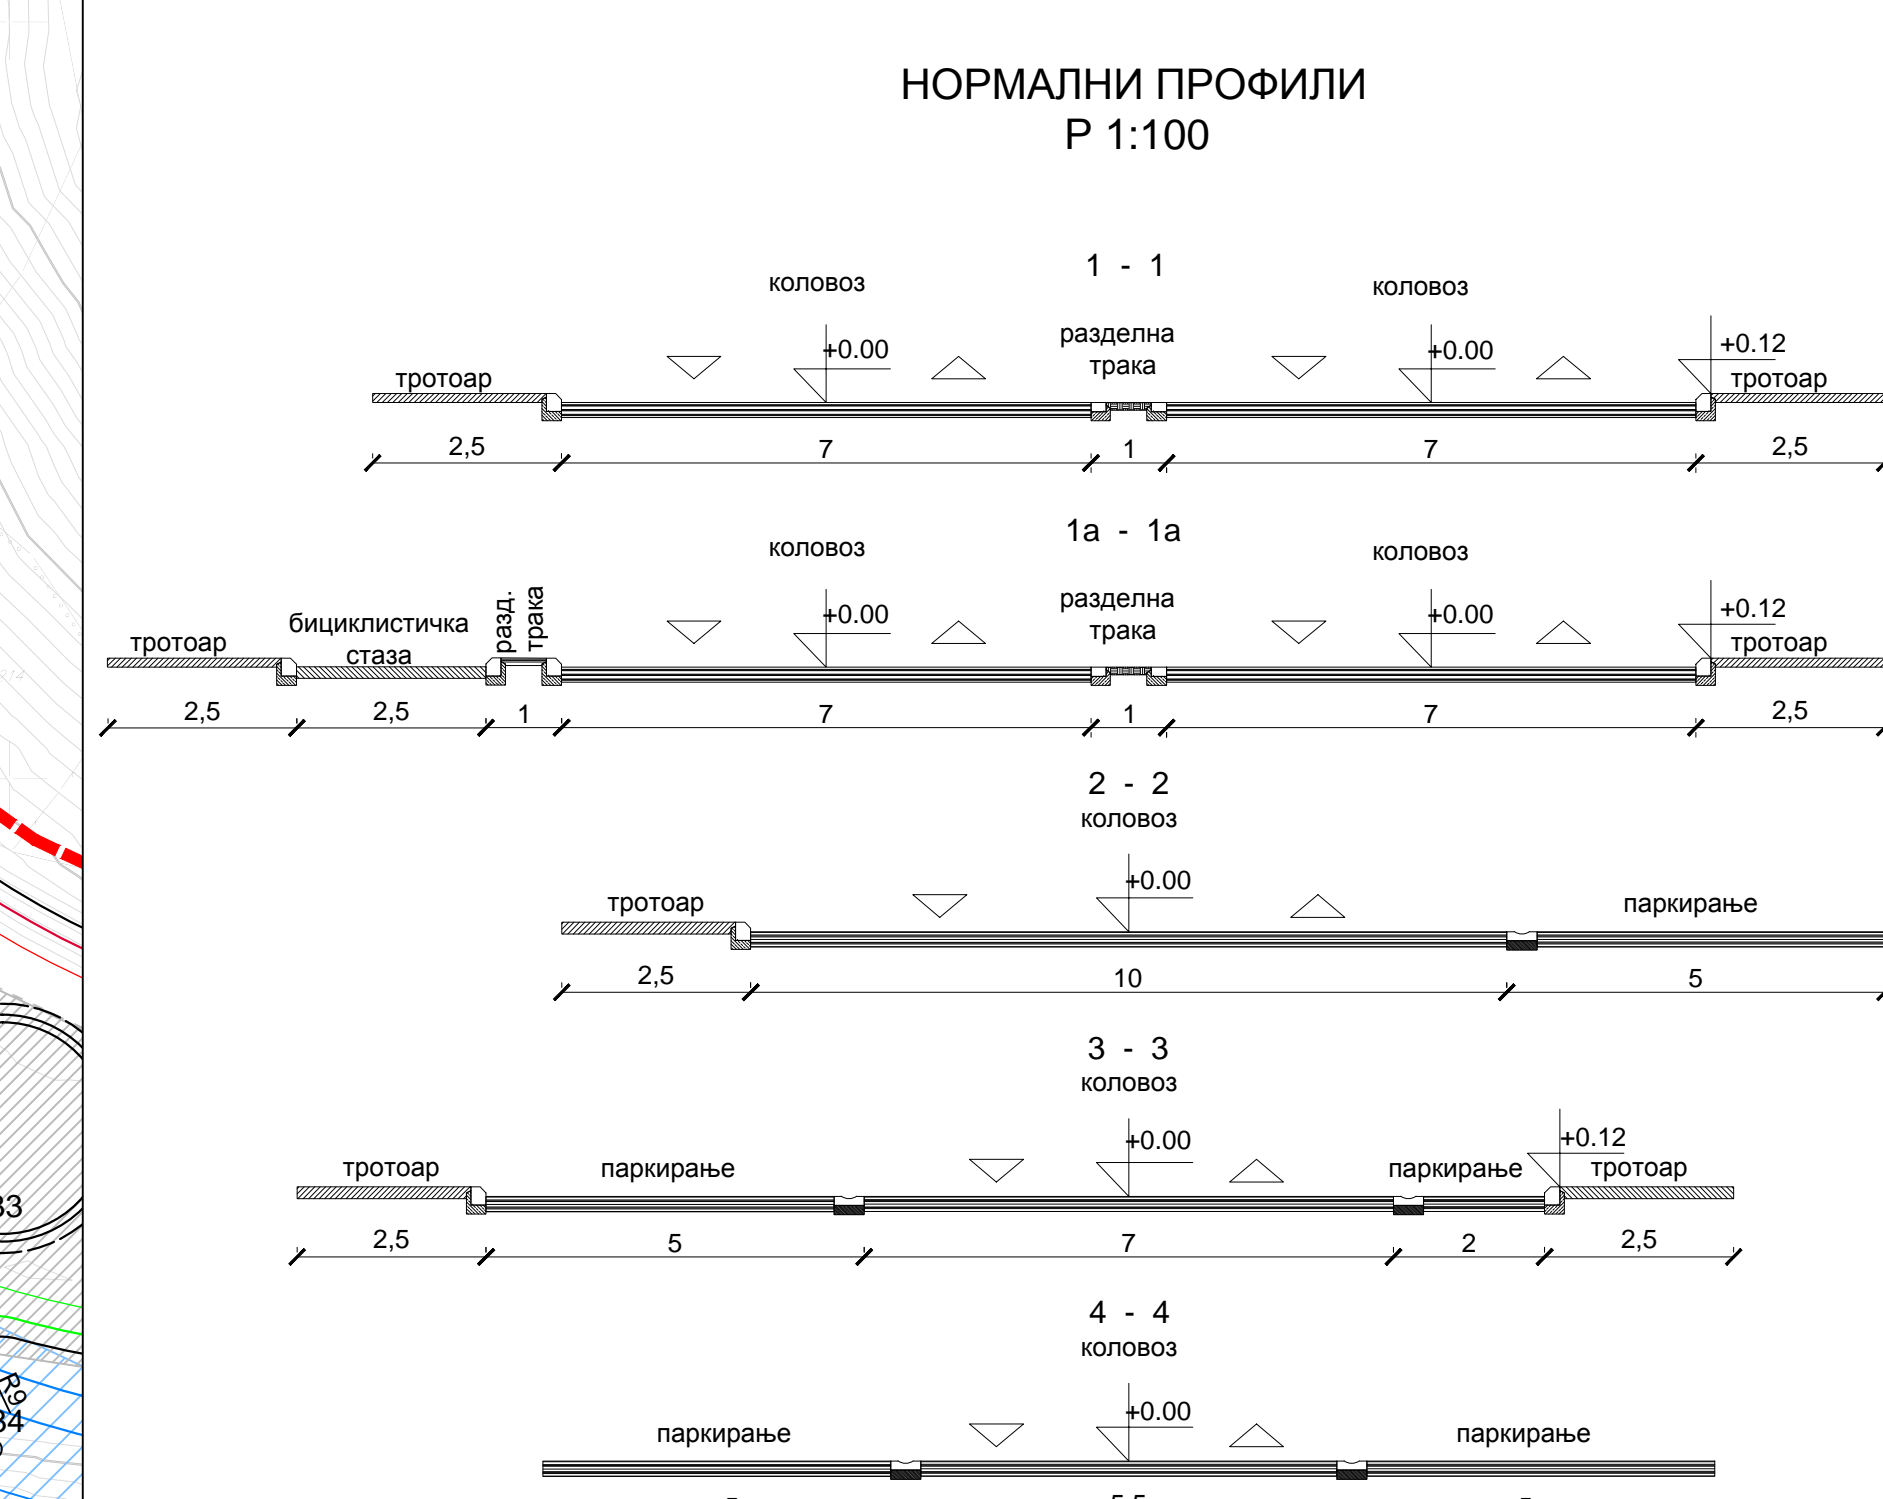 НОРМАЛНИ ПРОФИЛИ
Р 1:100
1 - 1
коловоз
коловоз
разделна
трака
+0.00
+0.00
+0.12
тротоар
тротоар
2,5
7
1
7
2,5
1а - 1а
коловоз
коловоз
разд.
трака
разделна
трака
+0.00
+0.00
+0.12
тротоар
бициклистичка
стаза
тротоар
2,5
2,5
1
7
1
7
2,5
2 - 2
коловоз
+0.00
тротоар
паркирање
2,5
10
5
3 - 3
коловоз
+0.00
+0.12
тротоар
паркирање
паркирање
тротоар
33
2,5
5
7
2
2,5
4 - 4
коловоз
R9
34
+0.00
паркирање
паркирање